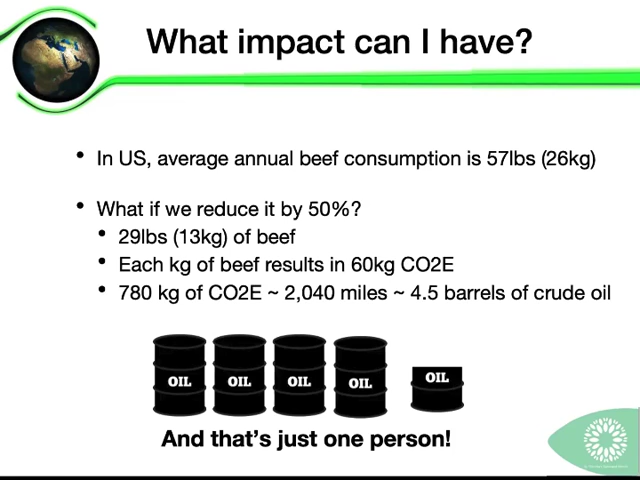 What impact can I have?
• In US, average annual beef consumption is 57lbs (26kg)
• What if we reduce it by 50%?
• 29lbs (13kg) of beef
• Each kg of beef results in 60kg CO2E
• 780 kg of CO2E ~ 2,040 miles ~ 4.5 barrels of crude oil
OIL OIL OIL OIL OIL
And that's just one person!